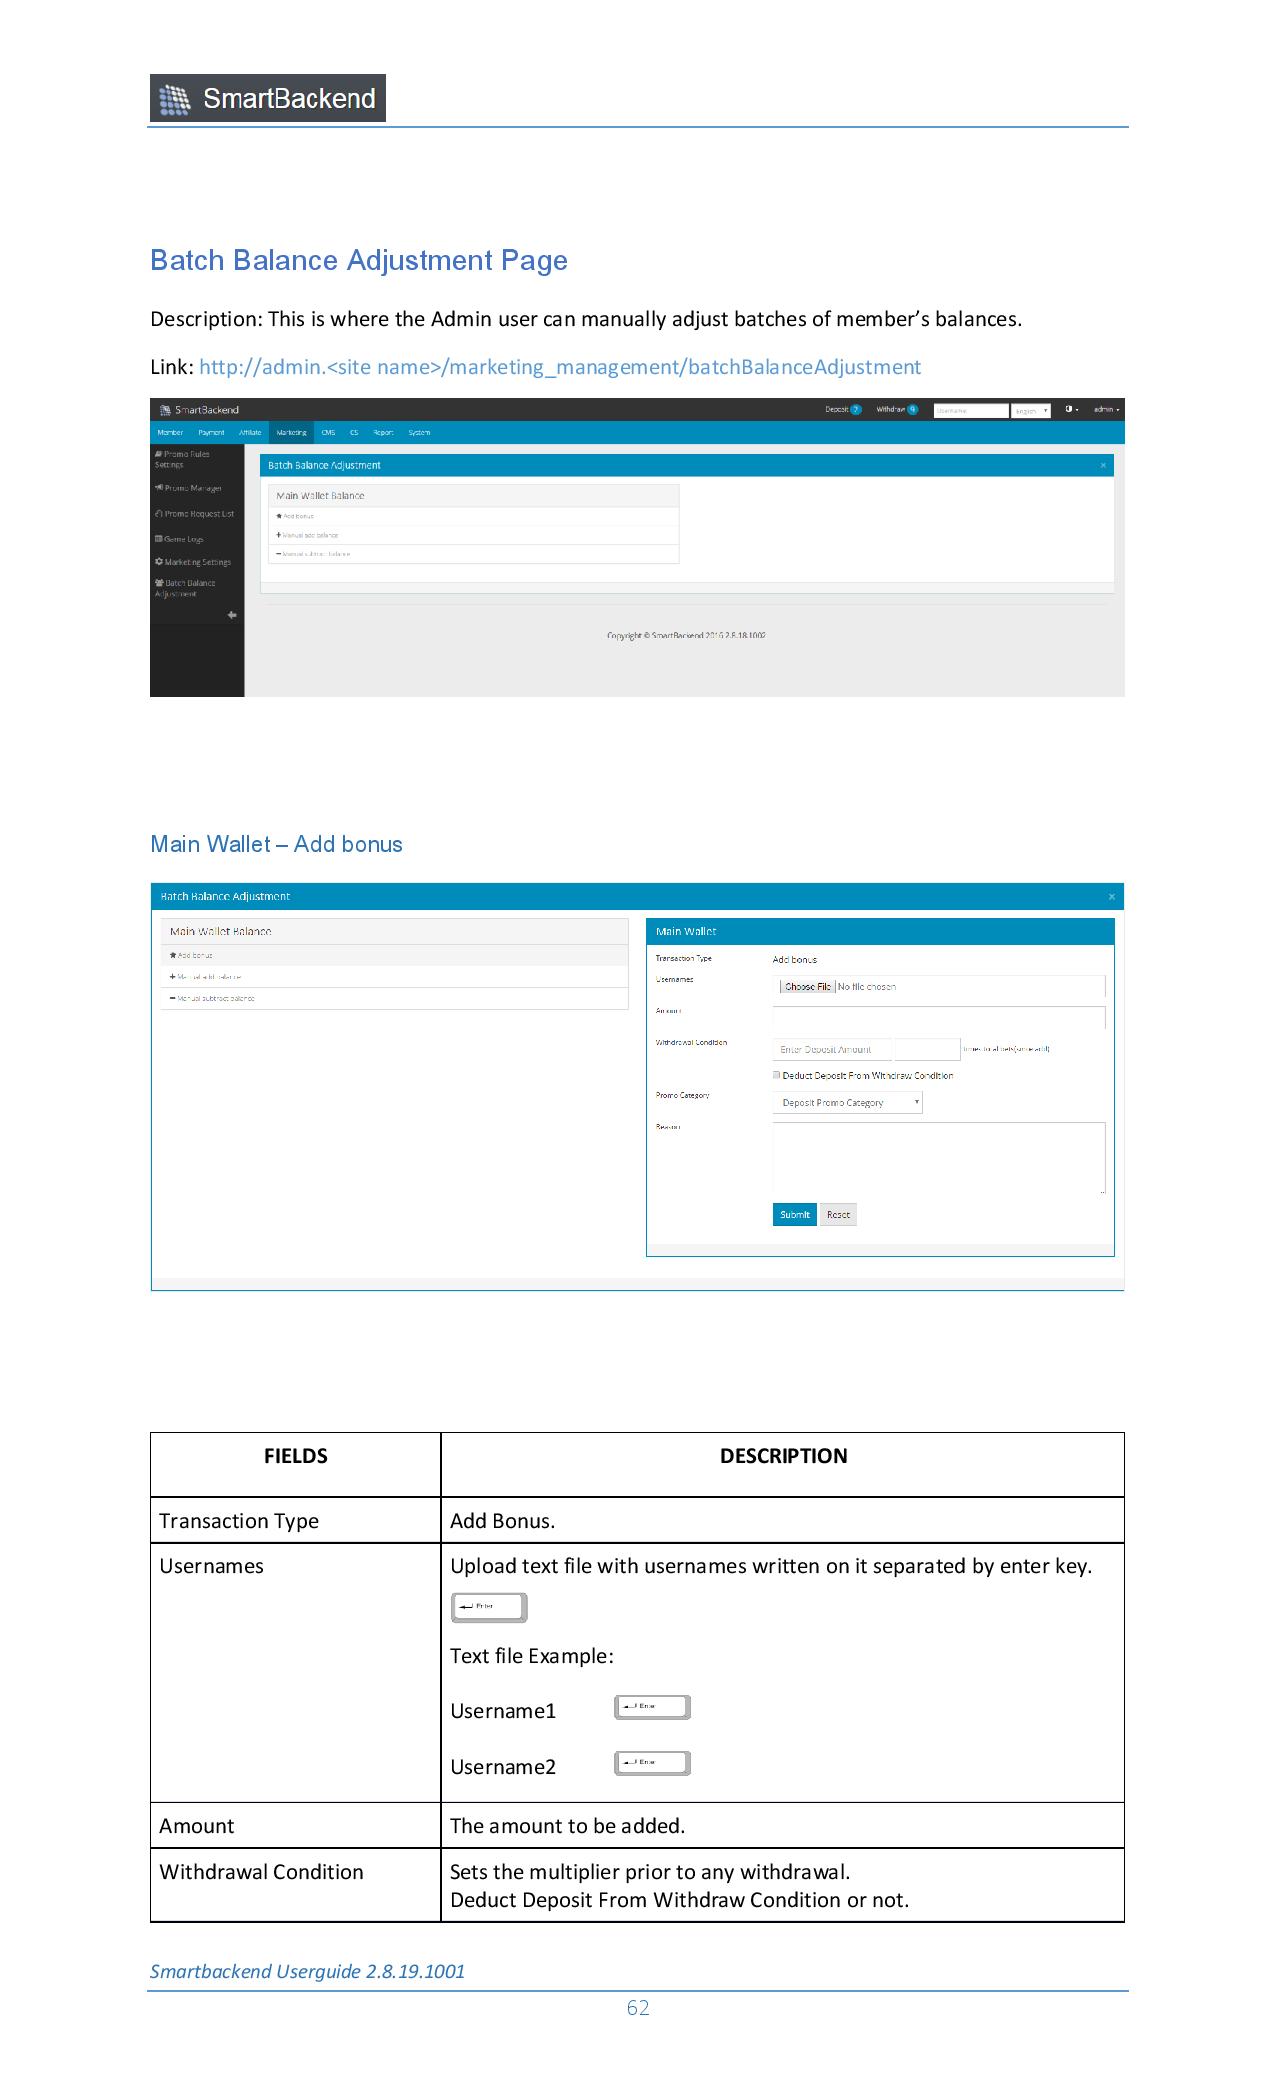 SmartBackend
Batch Balance Adjustment Page
Description: This is where the Admin user can manually adjust batches of member’s balances.
Link: http://admin.<site name>/marketing_management/batchBalanceAdjustment
SmartBackend Deposit 7 Withdraw 9 Username English admin
Member Payment Affiliate Marketing CMS CS Report System
Promo Rules
Settings
Promo Manager
Promo Request List
Game Logs
Marketing Settings
Batch Balance
Adjustment
Batch Balance Adjustment ×
Main Wallet Balance
Add bonus
Manual add balance
Manual subtract balance
Copyright © SmartBackend 2016 2.8.18.1002
Main Wallet – Add bonus
Batch Balance Adjustment ×
Main Wallet Balance
Add bonus
Manual add balance
Manual subtract balance
Main Wallet
Transaction Type Add bonus
Usernames Choose File No file chosen
Amount
Withdrawal Condition Enter Deposit Amount times total bets(since add)
Deduct Deposit From Withdraw Condition
Promo Category Deposit Promo Category
Reason
Submit Reset
FIELDS DESCRIPTION
Transaction Type Add Bonus.
Usernames Upload text file with usernames written on it separated by enter key.
Enter
Text file Example:
Username1 Enter
Username2 Enter
Amount The amount to be added.
Withdrawal Condition Sets the multiplier prior to any withdrawal.
Deduct Deposit From Withdraw Condition or not.
Smartbackend Userguide 2.8.19.1001
62